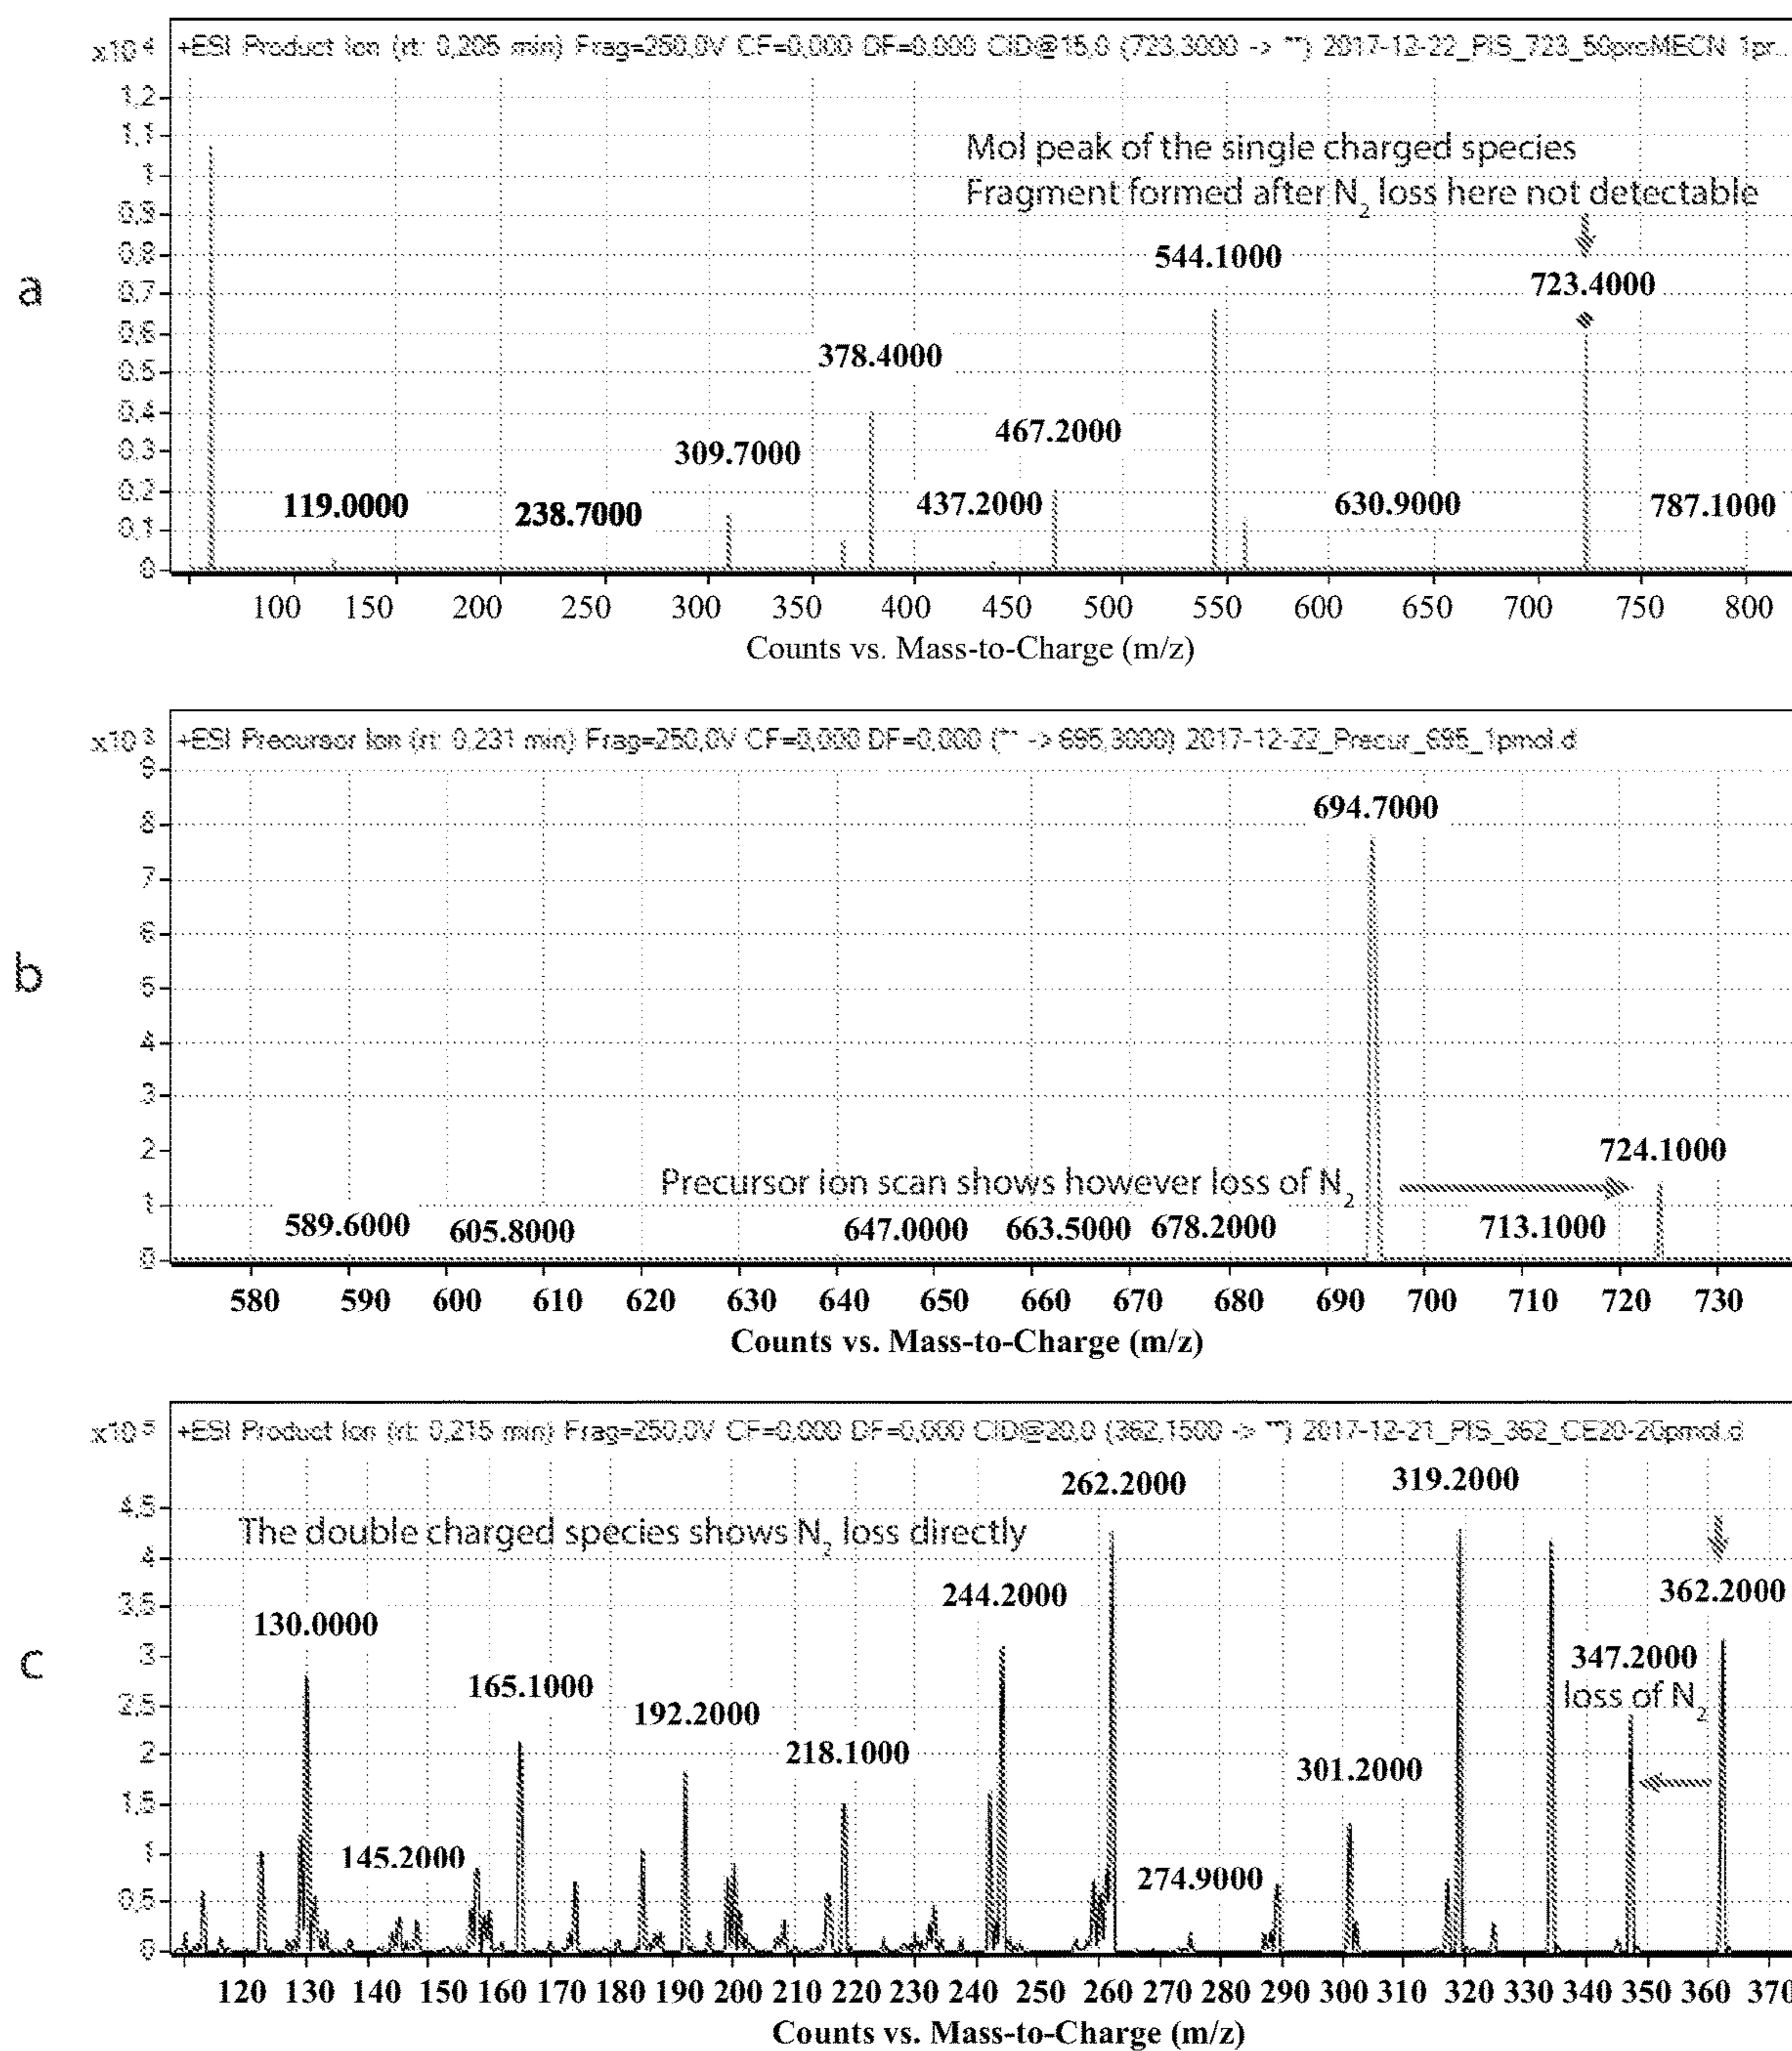 x10 4 +ESI Product Ion (rt: 0,205 min) Frag=250,0V CF=0,000 DF=0,000 CID@15,0 (723,3000 -> **) 2017-12-22_PIS_723_50proMECN 1pr...
1,2
1,1
1
0,9
0,8
0,7
0,6
0,5
0,4
0,3
0,2
0,1
0
a
Mol peak of the single charged species
Fragment formed after N2 loss here not detectable
544.1000
723.4000
378.4000
467.2000
309.7000
119.0000 238.7000 437.2000 630.9000 787.1000
100 150 200 250 300 350 400 450 500 550 600 650 700 750 800
Counts vs. Mass-to-Charge (m/z)
x10 3 +ESI Precursor Ion (rt: 0,231 min) Frag=250,0V CF=0,000 DF=0,000 (** -> 695,3000) 2017-12-22_Precur_695_1pmol.d
9
8
7
6
5
4
3
2
1
0
b
694.7000
724.1000
Precursor ion scan shows however loss of N2
589.6000 605.8000 647.0000 663.5000 678.2000 713.1000
580 590 600 610 620 630 640 650 660 670 680 690 700 710 720 730
Counts vs. Mass-to-Charge (m/z)
x10 5 +ESI Product Ion (rt: 0,215 min) Frag=250,0V CF=0,000 DF=0,000 CID@20,0 (362,1500 -> **) 2017-12-21_PIS_362_CE20-20pmol.d
4,5
4
3,5
3
2,5
2
1,5
1
0,5
0
c
262.2000 319.2000
The double charged species shows N2 loss directly
244.2000 362.2000
130.0000
347.2000
165.1000 loss of N2
192.2000
218.1000
301.2000
145.2000 274.9000
120 130 140 150 160 170 180 190 200 210 220 230 240 250 260 270 280 290 300 310 320 330 340 350 360 370
Counts vs. Mass-to-Charge (m/z)